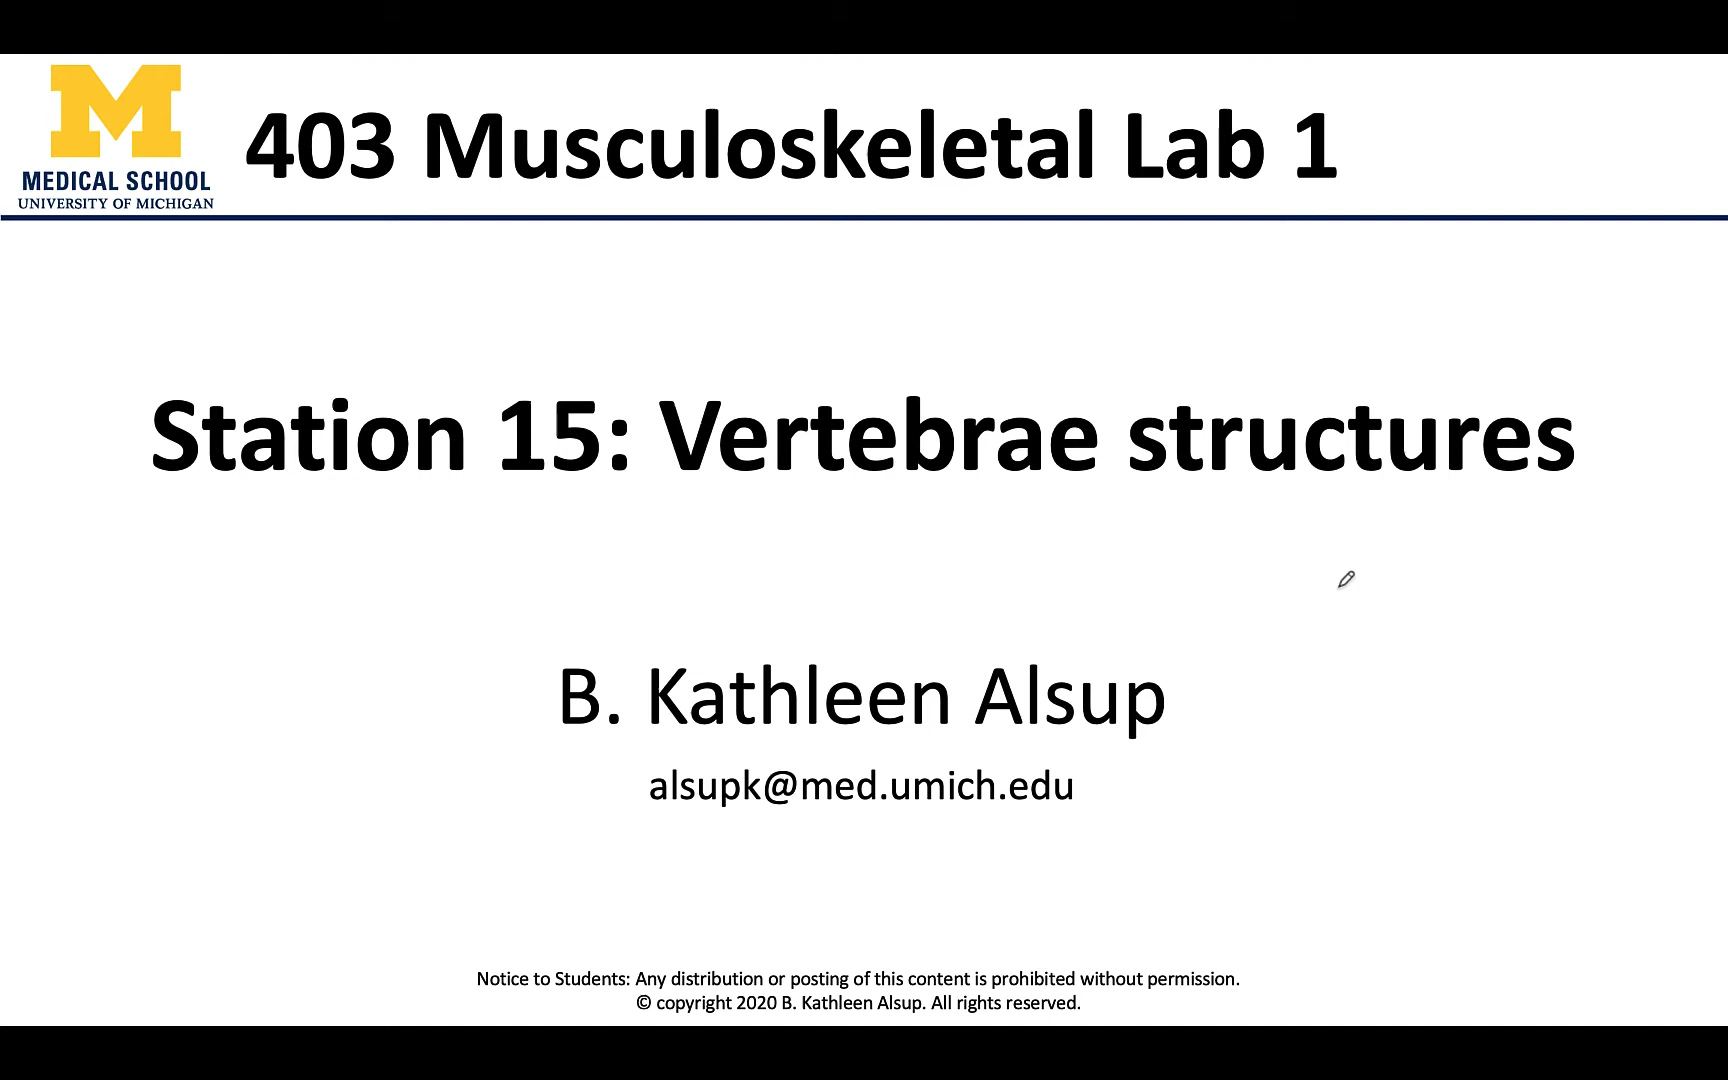 M
MEDICAL SCHOOL
UNIVERSITY OF MICHIGAN
403 Musculoskeletal Lab 1
Station 15: Vertebrae structures
B. Kathleen Alsup
alsupk@med.umich.edu
Notice to Students: Any distribution or posting of this content is prohibited without permission.
© copyright 2020 B. Kathleen Alsup. All rights reserved.